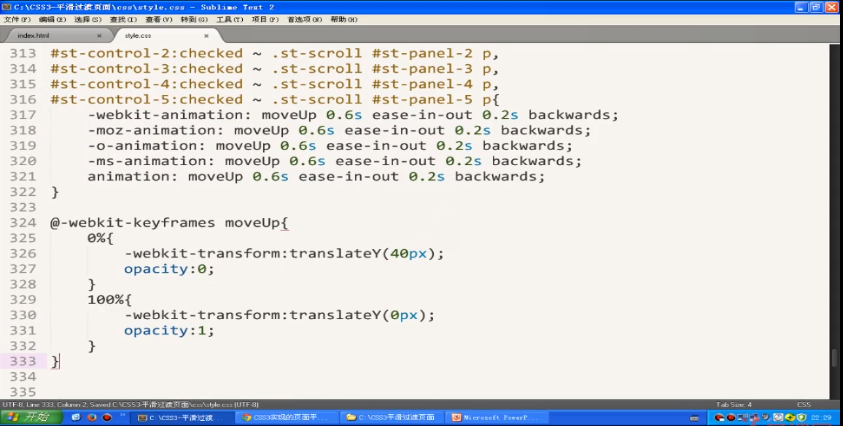 C:\CSS3-平滑过渡页面\css\style.css - Sublime Text 2
文件(F) 编辑(E) 选择(S) 查找(I) 查看(V) 转到(G) 工具(T) 项目(P) 首选项(N) 帮助(H)
index.html × style.css ×
313 #st-control-2:checked ~ .st-scroll #st-panel-2 p,
314 #st-control-3:checked ~ .st-scroll #st-panel-3 p,
315 #st-control-4:checked ~ .st-scroll #st-panel-4 p,
316 #st-control-5:checked ~ .st-scroll #st-panel-5 p{
317 -webkit-animation: moveUp 0.6s ease-in-out 0.2s backwards;
318 -moz-animation: moveUp 0.6s ease-in-out 0.2s backwards;
319 -o-animation: moveUp 0.6s ease-in-out 0.2s backwards;
320 -ms-animation: moveUp 0.6s ease-in-out 0.2s backwards;
321 animation: moveUp 0.6s ease-in-out 0.2s backwards;
322 }
323
324 @-webkit-keyframes moveUp{
325 0%{
326 -webkit-transform:translateY(40px);
327 opacity:0;
328 }
329 100%{
330 -webkit-transform:translateY(0px);
331 opacity:1;
332 }
333 }
334
335
UTF-8, Line 333, Column 2, Saved C:\CSS3-平滑过渡页面\css\style.css (UTF-8) Tab Size: 4 CSS
开始 C:\CSS3-平滑过渡... CSS3实现的页面平... C:\CSS3平滑过渡页面 Microsoft PowerP... 22:29